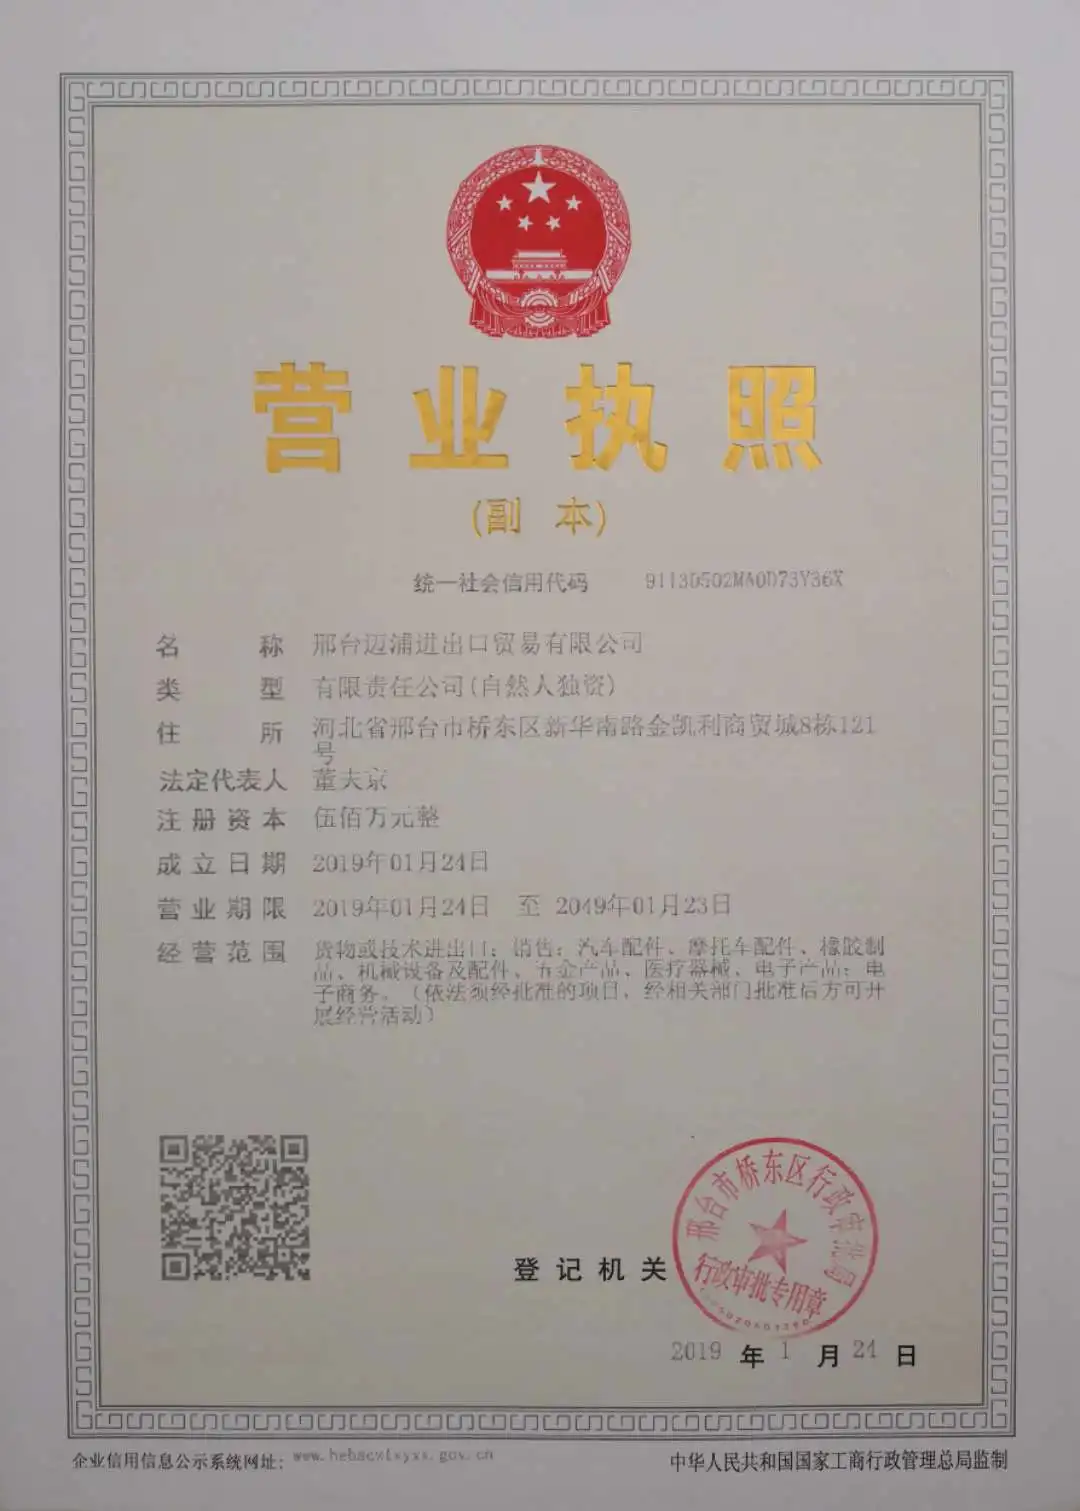 营业执照
(副 本)
统一社会信用代码 91130502MA0D73Y36X
名 称 邢台迈浦进出口贸易有限公司
类 型 有限责任公司(自然人独资)
住 所 河北省邢台市桥东区新华南路金凯利商贸城8栋121
号
法定代表人 董夫京
注册资本 伍佰万元整
成立日期 2019年01月24日
营业期限 2019年01月24日 至 2049年01月23日
经营范围 货物或技术进出口；销售：汽车配件、摩托车配件、橡胶制
品、机械设备及配件、五金产品、医疗器械、电子产品；电
子商务。（依法须经批准的项目，经相关部门批准后方可开
展经营活动）
邢台市桥东区行政审批局
行政审批专用章
登记机关
2019 年 1 月 24 日
企业信用信息公示系统网址：
中华人民共和国国家工商行政管理总局监制